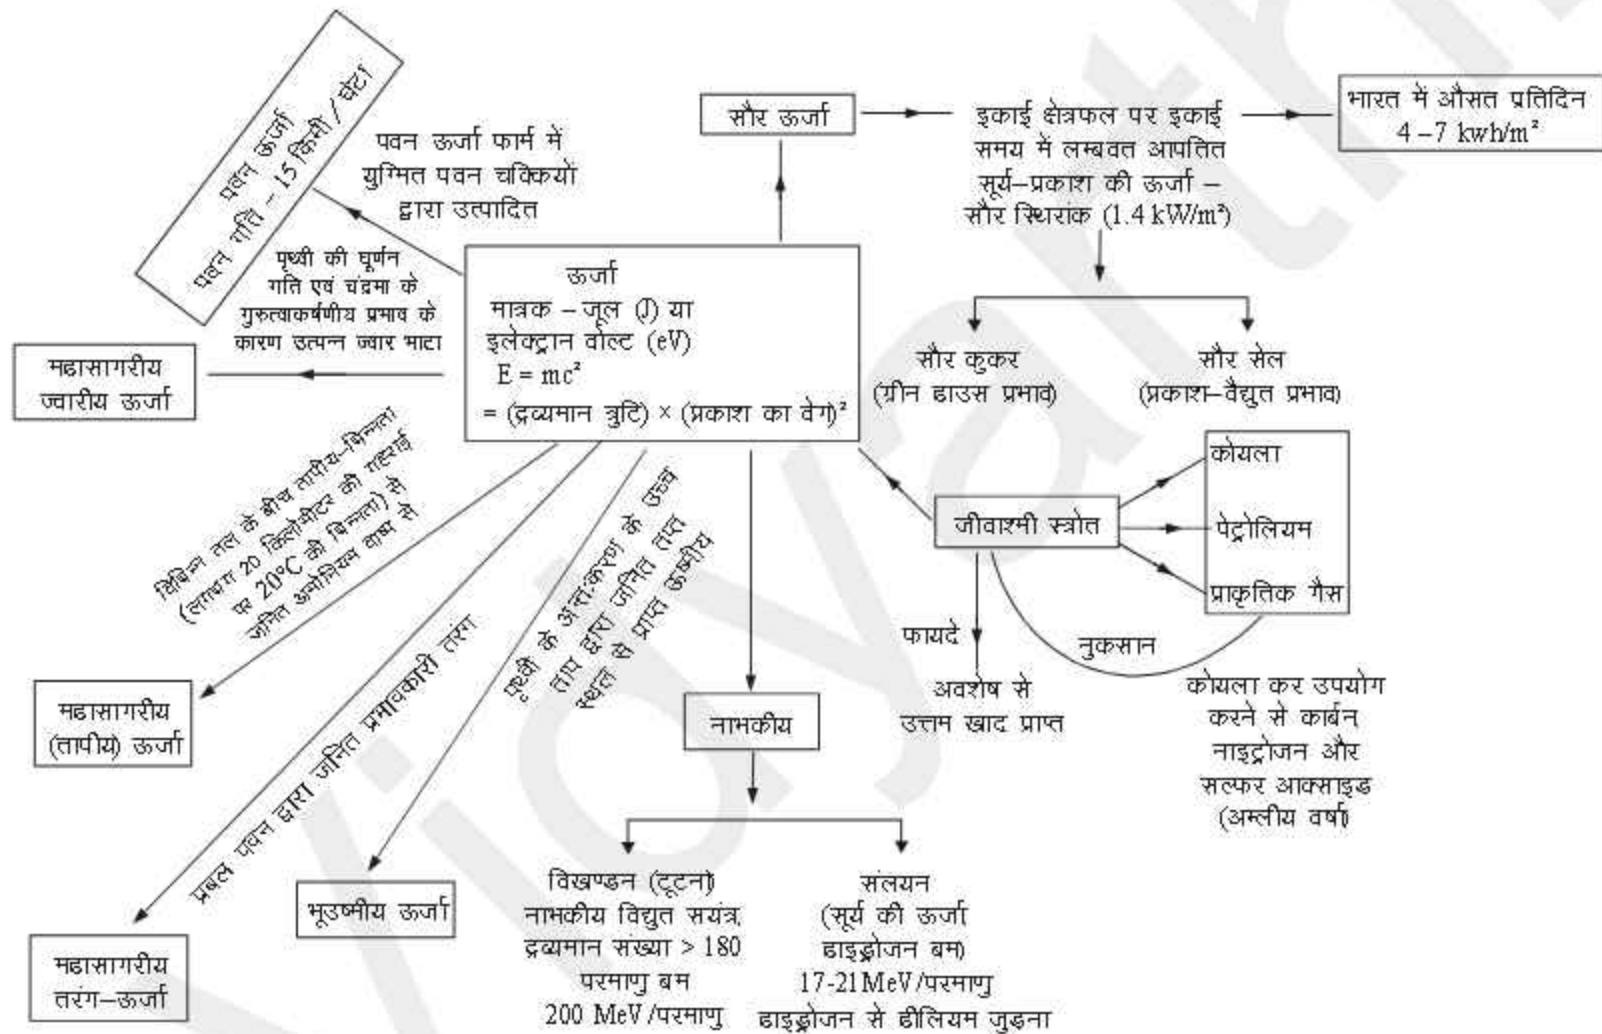 पवन ऊर्जा
पवन गति – 15 किमी / घंटा
पवन ऊर्जा फार्म में
युग्मित पवन चक्कियों
द्वारा उत्पादित
सौर ऊर्जा
इकाई क्षेत्रफल पर इकाई
समय में लम्बवत आपतित
सूर्य–प्रकाश की ऊर्जा –
सौर स्थिरांक (1.4 kW/m²)
भारत में औसत प्रतिदिन
4 –7 kwh/m²
पृथ्वी की घूर्णन
गति एवं चंद्रमा के
गुरुत्वाकर्षणीय प्रभाव के
कारण उत्पन्न ज्वार भाटा
महासागरीय
ज्वारीय ऊर्जा
ऊर्जा
मात्रक – जूल (J) या
इलेक्ट्रान वोल्ट (eV)
E = mc²
= (द्रव्यमान त्रुटि) × (प्रकाश का वेग)²
सौर कुकर
(ग्रीन हाउस प्रभाव)
सौर सेल
(प्रकाश–वैद्युत प्रभाव)
जीवाश्मी स्त्रोत
कोयला
पेट्रोलियम
प्राकृतिक गैस
फायदे
अवशेष से
उत्तम खाद प्राप्त
नुकसान
कोयला कर उपयोग
करने से कार्बन,
नाइट्रोजन और
सल्फर आक्साइड
(अम्लीय वर्षा)
विभिन्न तल के बीच तापीय–भिन्नता
(लगभग 20 किलोमीटर की गहराई
पर 20°C की भिन्नता) से
जनित अमोनियम वाष्प से
महासागरीय
(तापीय) ऊर्जा
प्रबल पवन द्वारा जनित प्रभावकारी तरंग
महासागरीय
तरंग–ऊर्जा
पृथ्वी के अन्त:करण के उच्च
ताप द्वारा जनित तप्त
स्थल से प्राप्त ऊष्मीय
भूउष्मीय ऊर्जा
नाभकीय
विखण्डन (टूटन)
नाभकीय विद्युत सयंत्र,
द्रव्यमान संख्या > 180
परमाणु बम
200 MeV/परमाणु
संलयन
(सूर्य की ऊर्जा,
हाइड्रोजन बम)
17-21MeV/परमाणु
हाइड्रोजन से हीलियम जुड़ना